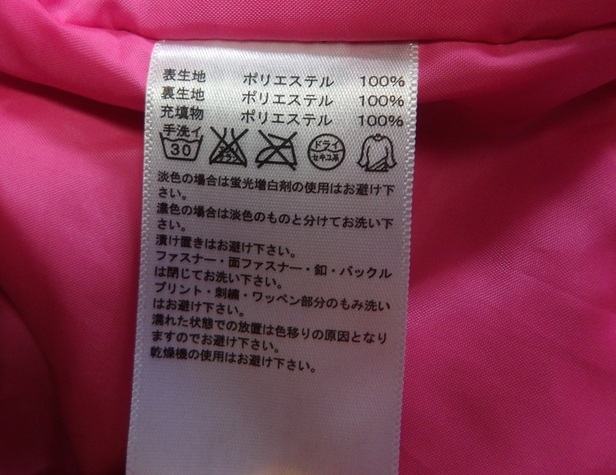 表生地 ポリエステル 100%
裏生地 ポリエステル 100%
充填物 ポリエステル 100%
手洗イ
30 エンソサラシ ドライ セキユ系
淡色の場合は蛍光増白剤の使用はお避け下
さい。
濃色の場合は淡色のものと分けてお洗い下
さい。
漬け置きはお避け下さい。
ファスナー・面ファスナー・釦・バックル
は閉じてお洗い下さい。
プリント・刺繍・ワッペン部分のもみ洗い
はお避け下さい。
濡れた状態での放置は色移りの原因となり
ますのでお避け下さい。
乾燥機の使用はお避け下さい。